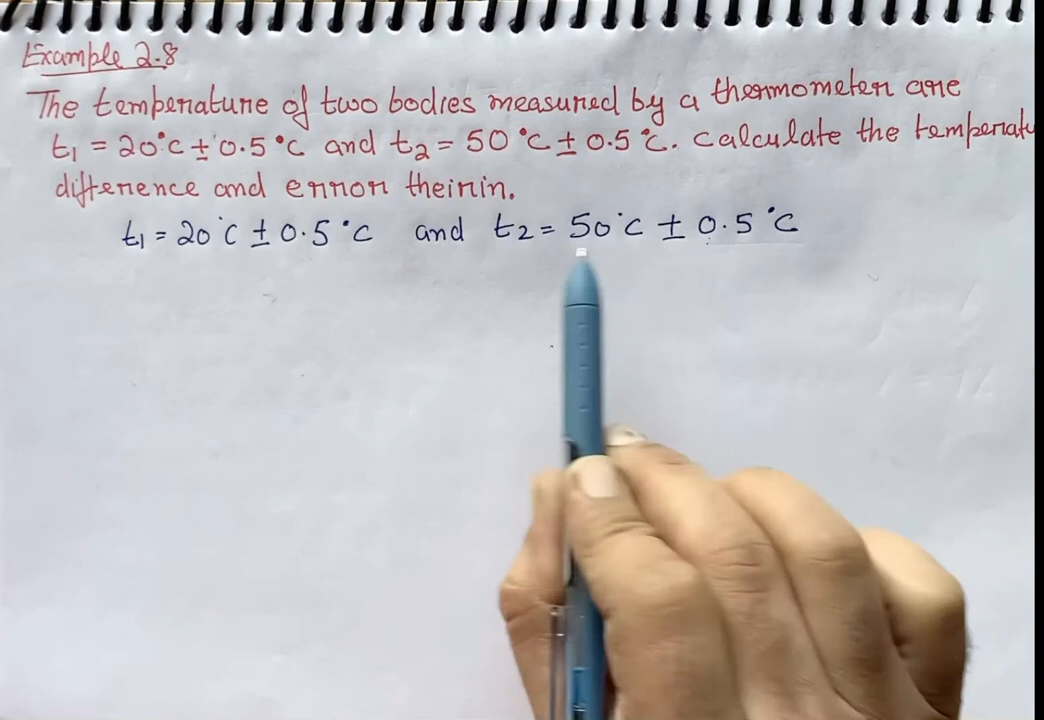 Example 2.8
The temperature of two bodies measured by a thermometer are
t₁ = 20°C ± 0.5°C and t₂ = 50°C ± 0.5°C. calculate the temperatu
difference and error theirin.
t₁ = 20°C ± 0.5°C and t₂ = 50°C ± 0.5°C